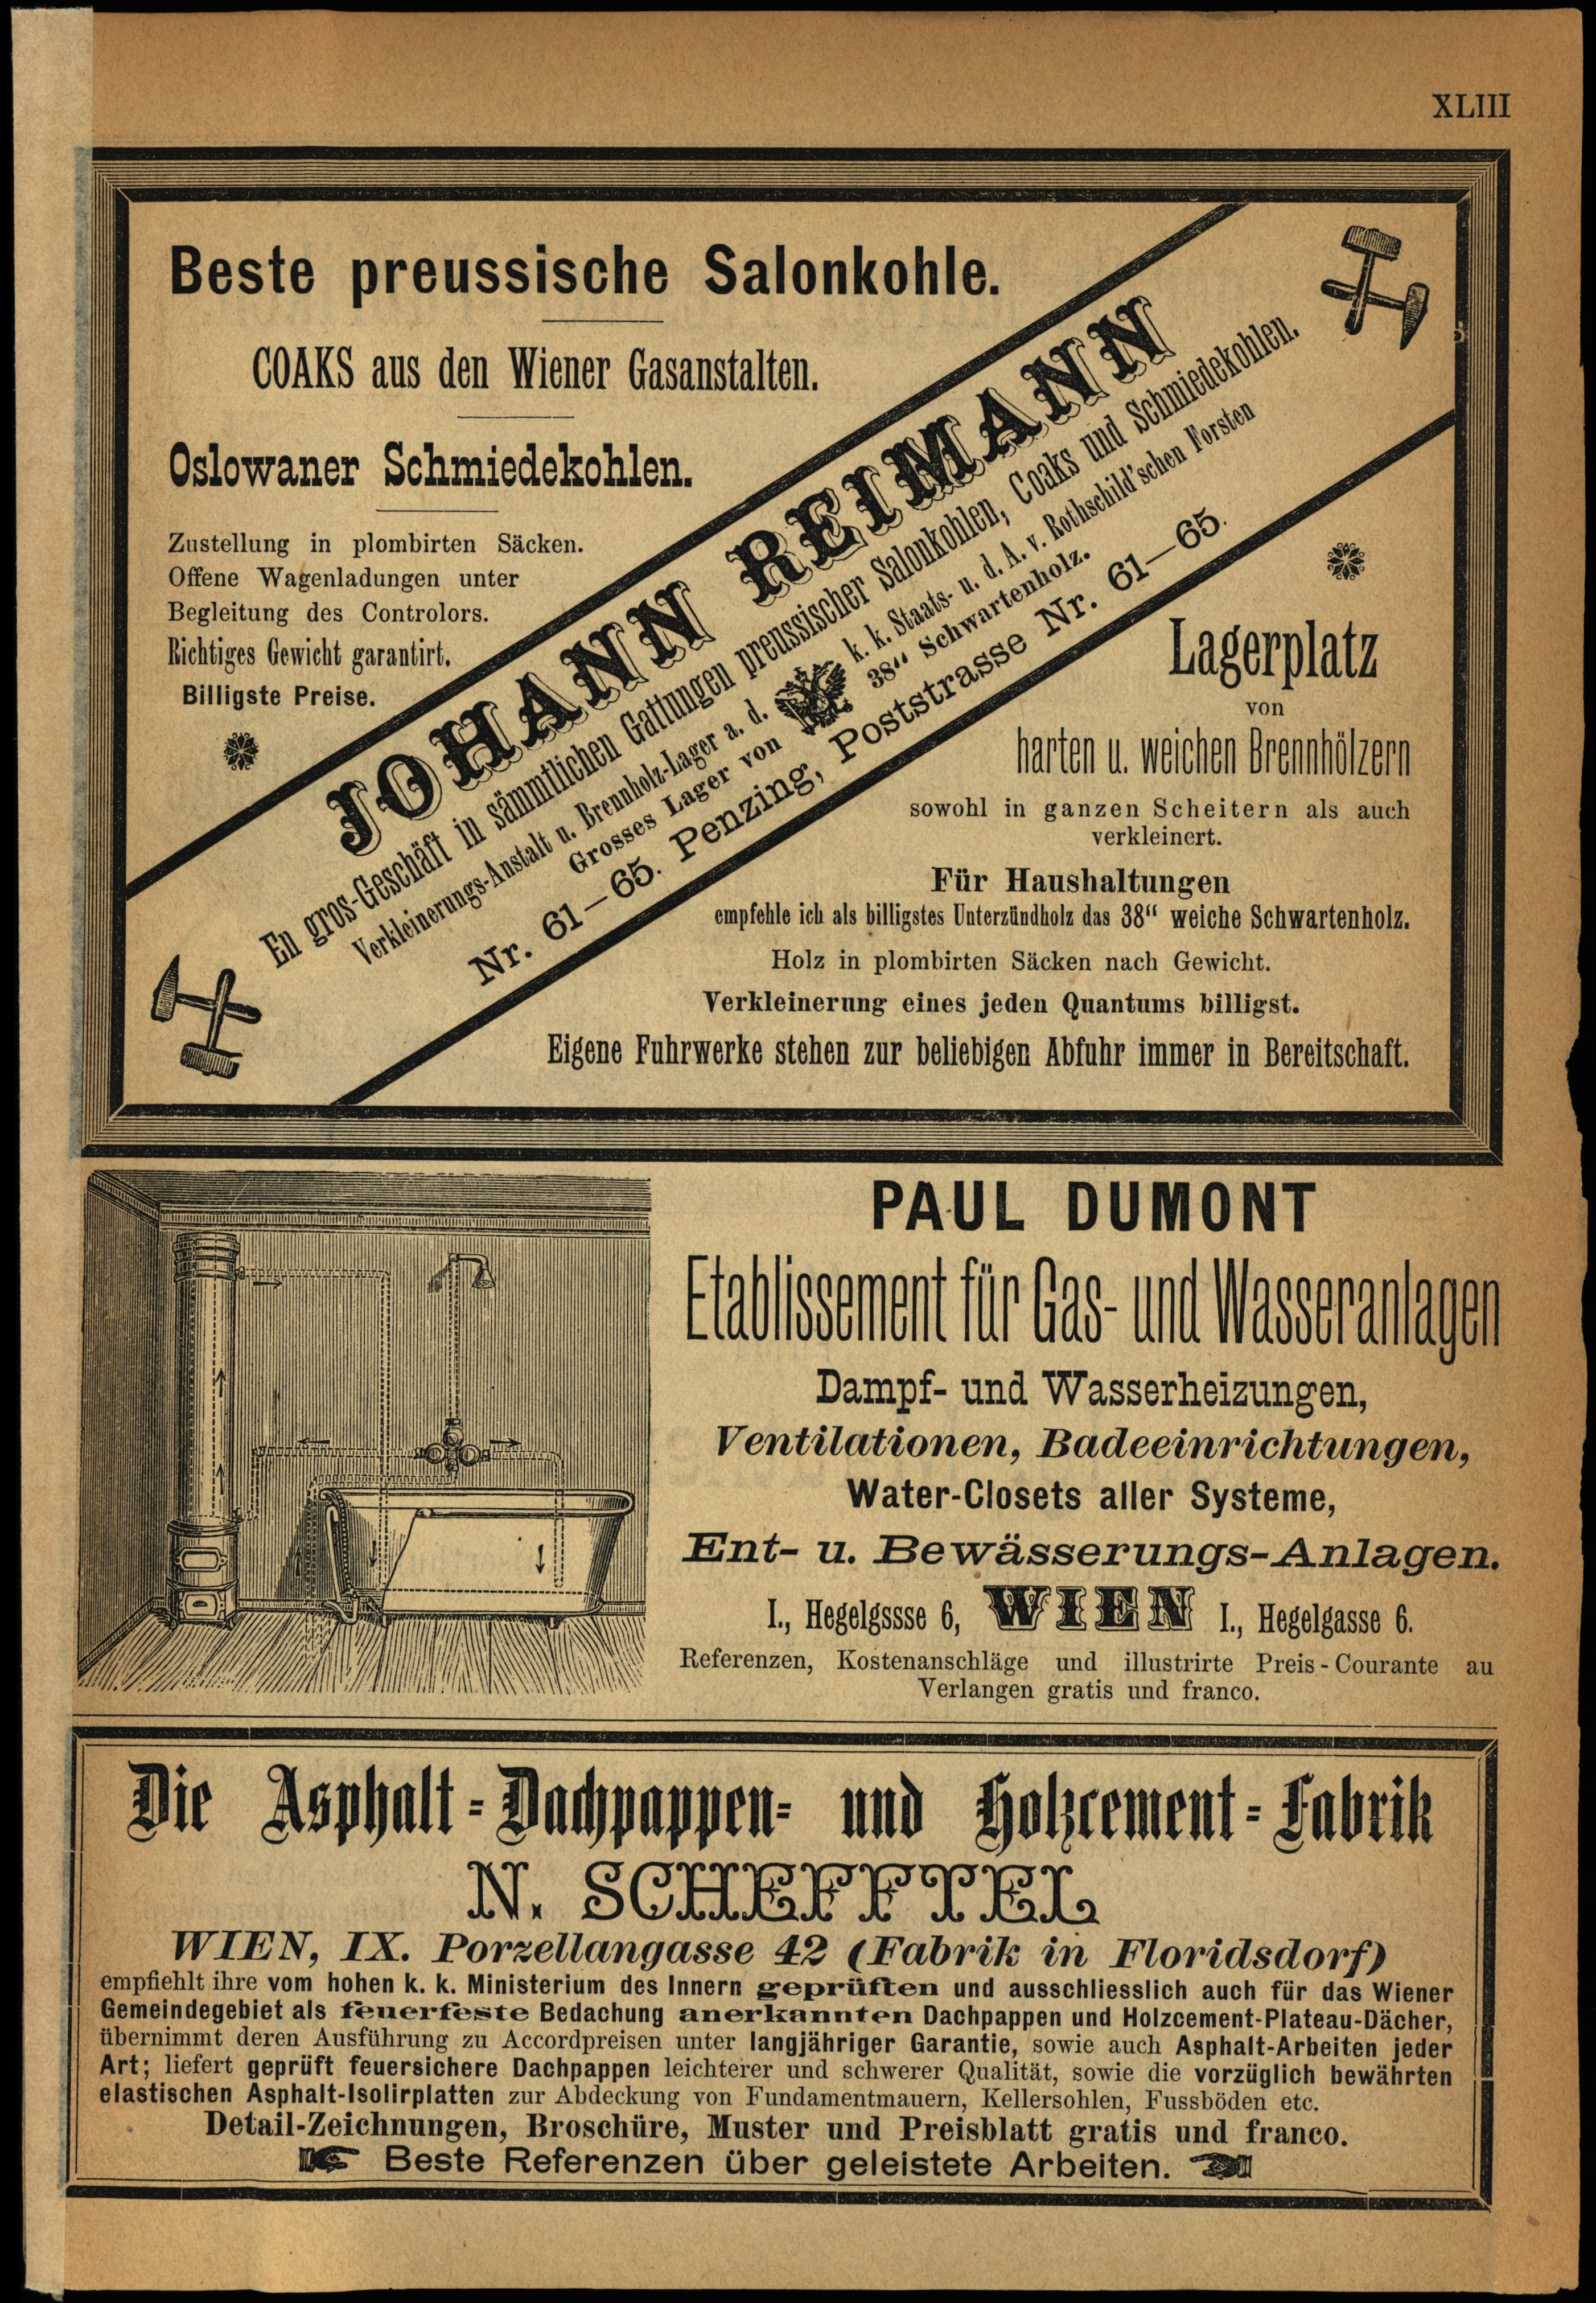 XLIII
Beste preussische Salonkohle.
COAKS aus den Wiener Gasanstalten.
Oslowaner Schmiedekohlen.
Zustellung in plombirten Säcken.
Offene Wagenladungen unter
Begleitung des Controlors.
Richtiges Gewicht garantirt.
Billigste Preise.
JOHANN REIMANN
En gros-Geschäft in sämmtlichen Gattungen preussischer Salonkohlen, Coaks und Schmiedekohlen.
Verkleinerungs-Anstalt u. Brennholz-Lager a. d. k. k. Staats- u. d. A. v. Rothschild'schen Forsten
Grosses Lager von 38" Schwartenholz.
Nr. 61—65. Penzing, Poststrasse Nr. 61—65.
Lagerplatz
von
harten u. weichen Brennhölzern
sowohl in ganzen Scheitern als auch
verkleinert.
Für Haushaltungen
empfehle ich als billigstes Unterzündholz das 38“ weiche Schwartenholz.
Holz in plombirten Säcken nach Gewicht.
Verkleinerung eines jeden Quantums billigst.
Eigene Fuhrwerke stehen zur beliebigen Abfuhr immer in Bereitschaft.
PAUL DUMONT
Etablissement für Gas- und Wasseranlagen
Dampf- und Wasserheizungen,
Ventilationen, Badeeinrichtungen,
Water-Closets aller Systeme,
Ent- u. Bewässerungs-Anlagen.
I., Hegelgssse 6, WIEN I., Hegelgasse 6.
Referenzen, Kostenanschläge und illustrirte Preis-Courante au
Verlangen gratis und franco.
Die Asphalt-Dachpappen- und Holzcement-Fabrik
N. SCHEFFTEL
WIEN, IX. Porzellangasse 42 (Fabrik in Floridsdorf)
empfiehlt ihre vom hohen k. k. Ministerium des Innern geprüften und ausschliesslich auch für das Wiener
Gemeindegebiet als feuerfeste Bedachung anerkannten Dachpappen und Holzcement-Plateau-Dächer,
übernimmt deren Ausführung zu Accordpreisen unter langjähriger Garantie, sowie auch Asphalt-Arbeiten jeder
Art; liefert geprüft feuersichere Dachpappen leichterer und schwerer Qualität, sowie die vorzüglich bewährten
elastischen Asphalt-Isolirplatten zur Abdeckung von Fundamentmauern, Kellersohlen, Fussböden etc.
Detail-Zeichnungen, Broschüre, Muster und Preisblatt gratis und franco.
Beste Referenzen über geleistete Arbeiten.